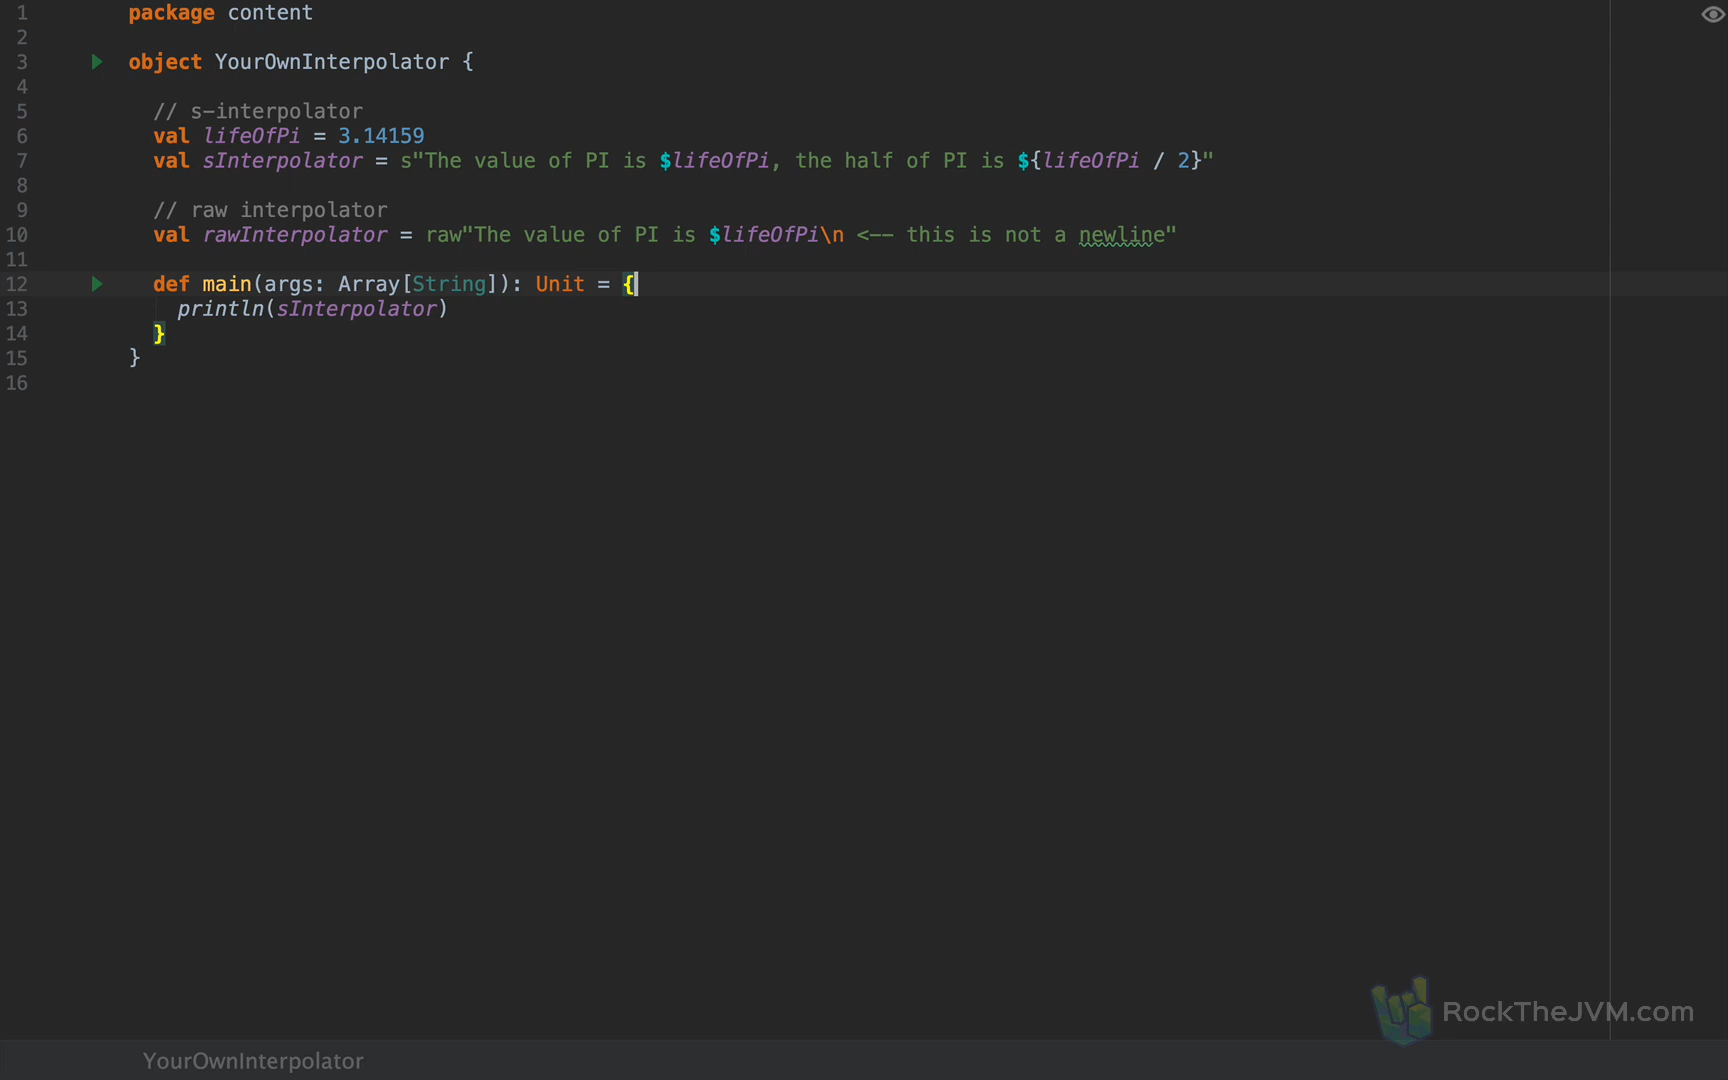 1 package content
2
3 object YourOwnInterpolator {
4
5 // s-interpolator
6 val lifeOfPi = 3.14159
7 val sInterpolator = s"The value of PI is $lifeOfPi, the half of PI is ${lifeOfPi / 2}"
8
9 // raw interpolator
10 val rawInterpolator = raw"The value of PI is $lifeOfPi\n <-- this is not a newline"
11
12 def main(args: Array[String]): Unit = {
13 println(sInterpolator)
14 }
15 }
16
RockTheJVM.com
YourOwnInterpolator